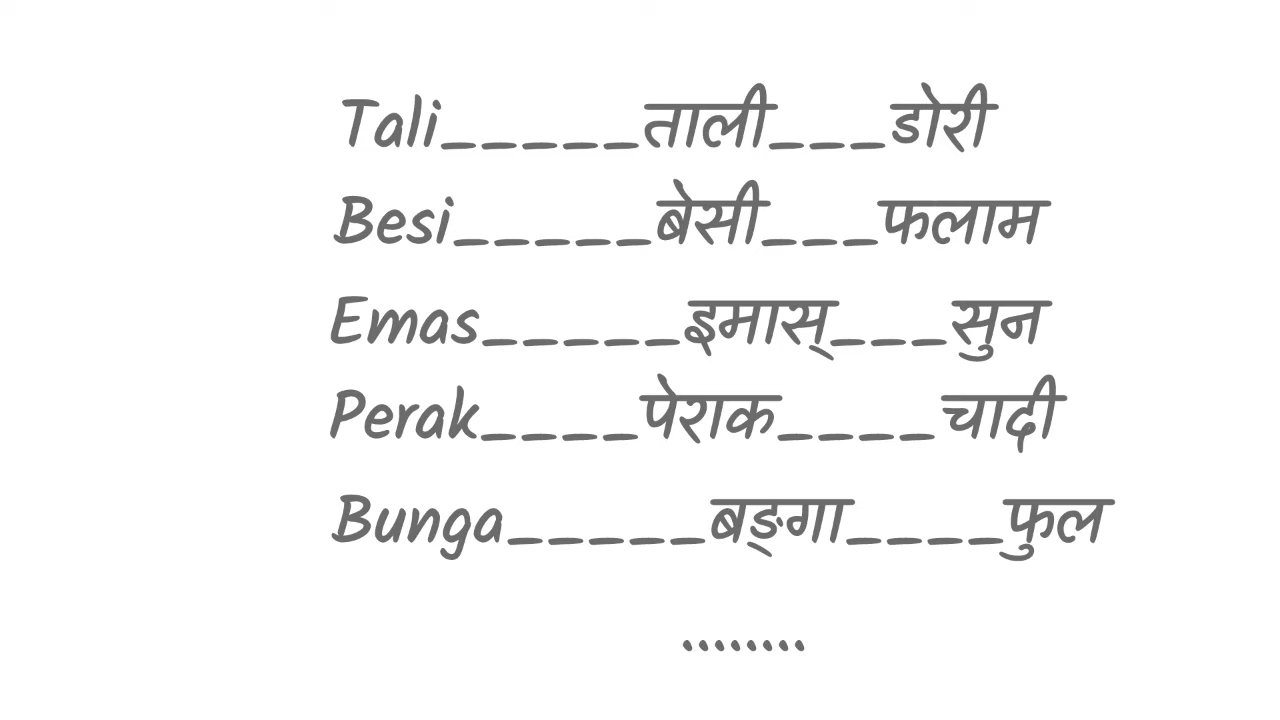 Tali_____ताली___डोरी
Besi_____बेसी___फलाम
Emas_____इमास्___सुन
Perak____पेराक____चादी
Bunga_____बङ्गा____फुल
........